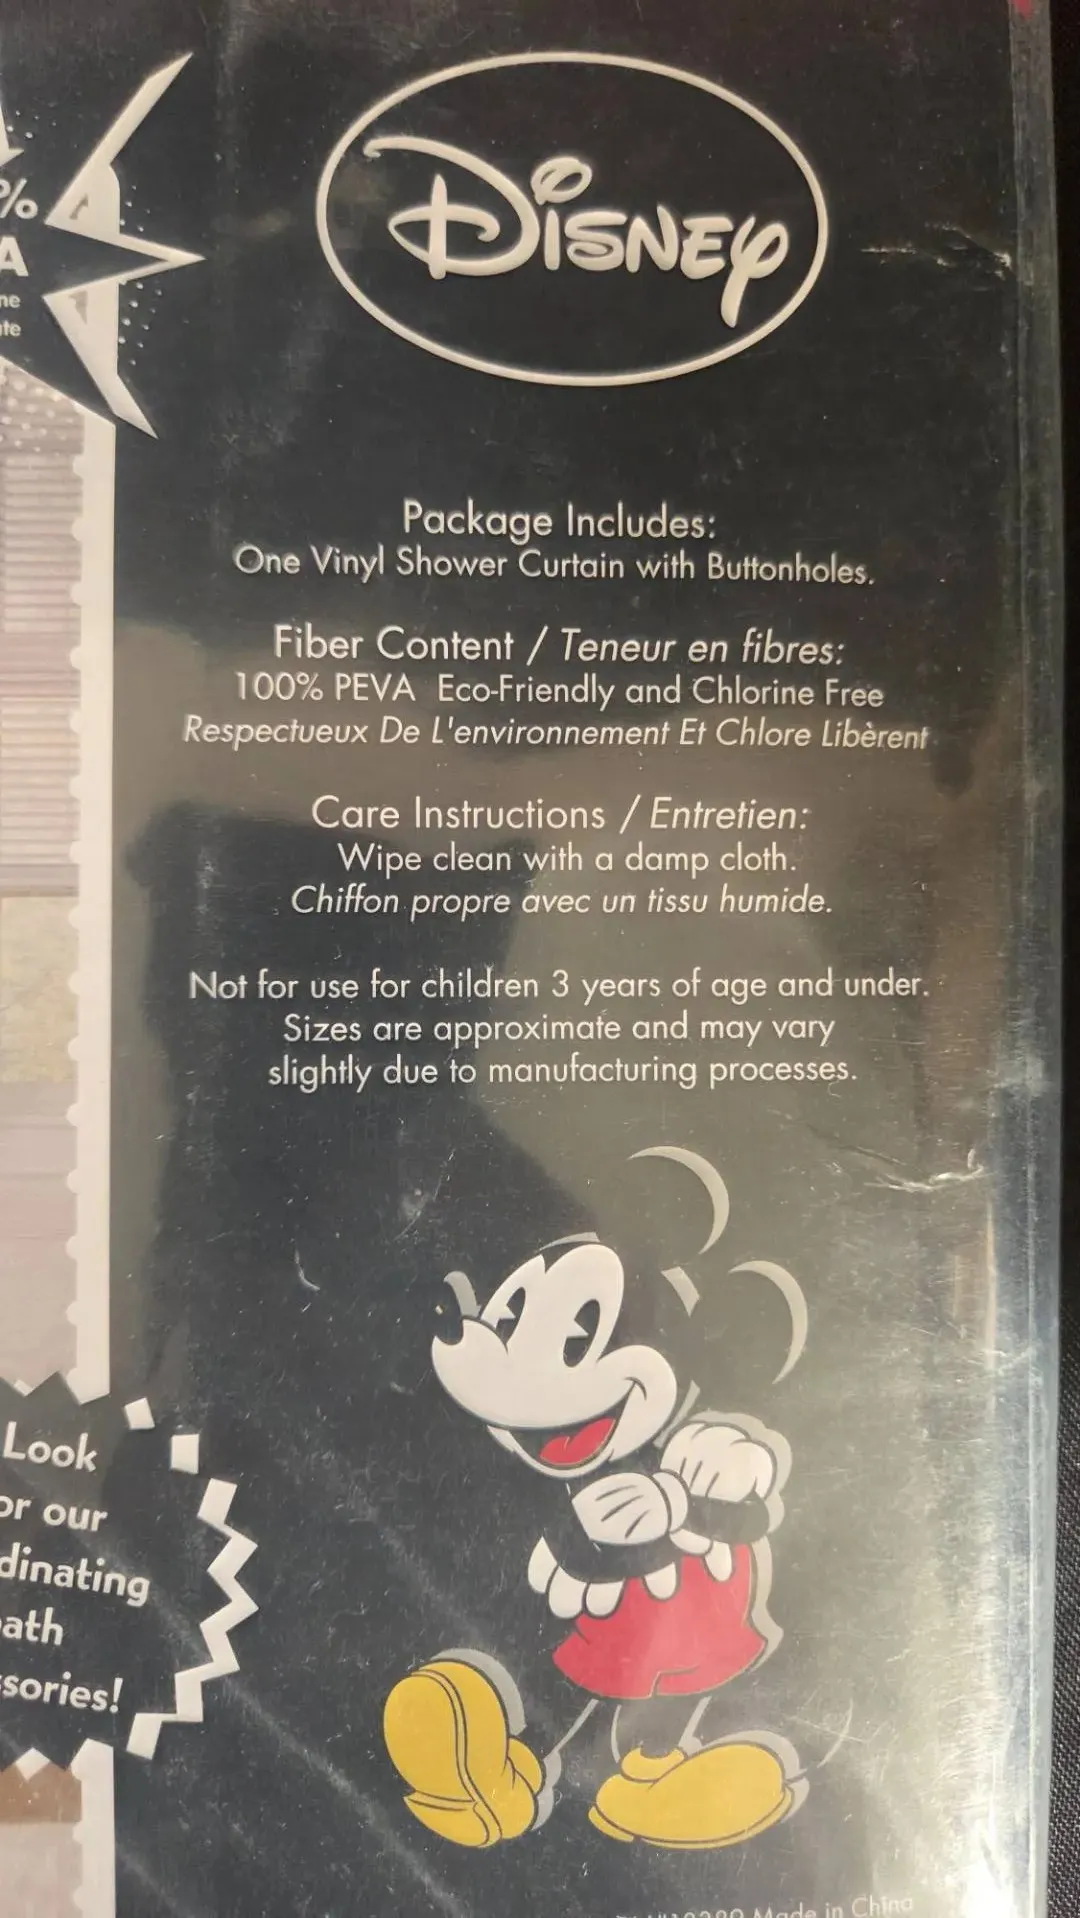 %
A
ne
te
Disney
Package Includes:
One Vinyl Shower Curtain with Buttonholes.
Fiber Content / Teneur en fibres:
100% PEVA Eco-Friendly and Chlorine Free
Respectueux De L'environnement Et Chlore Libèrent
Care Instructions / Entretien:
Wipe clean with a damp cloth.
Chiffon propre avec un tissu humide.
Not for use for children 3 years of age and under.
Sizes are approximate and may vary
slightly due to manufacturing processes.
Look
or our
dinating
ath
ssories!
Made in China